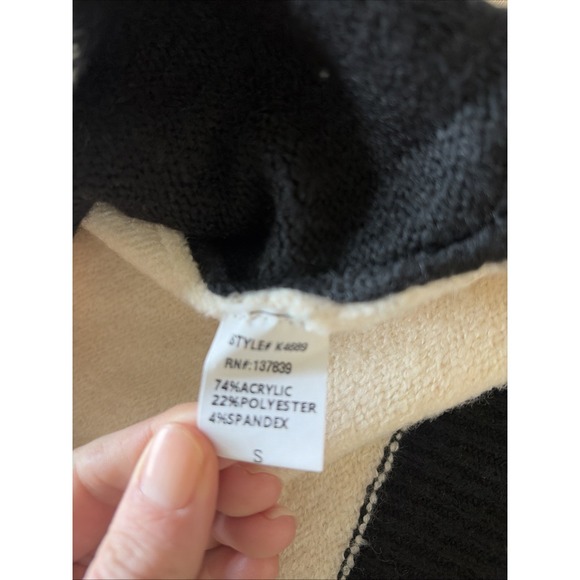 STYLE# K4689
RN#:137839
74%ACRYLIC
22%POLYESTER
4%SPANDEX
S